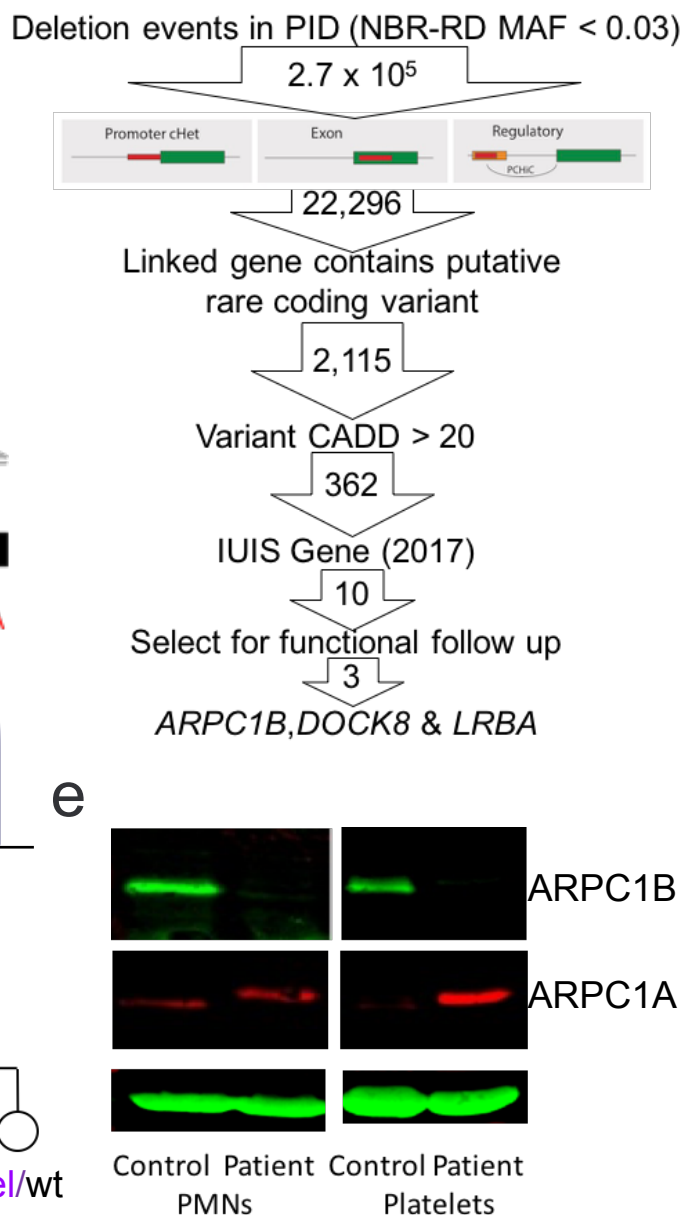 Deletion events in PID (NBR-RD MAF < 0.03)
2.7 x 10⁵
Promoter cHet
Exon
Regulatory
PCHiC
22,296
Linked gene contains putative
rare coding variant
2,115
Variant CADD > 20
362
IUIS Gene (2017)
10
Select for functional follow up
3
ARPC1B,DOCK8 & LRBA
e
ARPC1B
ARPC1A
Control Patient Control Patient
PMNs Platelets
el/wt